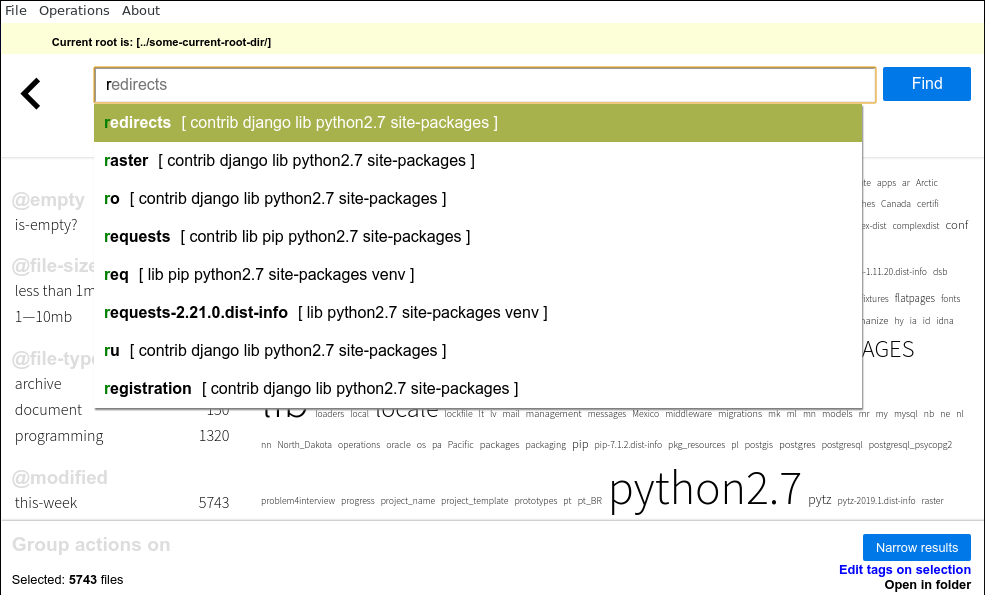 File Operations About
Current root is: [../some-current-root-dir/]
redirects
Find
redirects [ contrib django lib python2.7 site-packages ]
raster [ contrib django lib python2.7 site-packages ]
ro [ contrib django lib python2.7 site-packages ]
requests [ contrib lib pip python2.7 site-packages ]
req [ lib pip python2.7 site-packages venv ]
requests-2.21.0.dist-info [ lib python2.7 site-packages venv ]
ru [ contrib django lib python2.7 site-packages ]
registration [ contrib django lib python2.7 site-packages ]
@empty
is-empty?
@file-size
less than 1m
1—10mb
@file-type
archive
document 150
programming 1320
@modified
this-week 5743
apps ar Arctic
Canada certifi
complexdist conf
-1.11.20.dist-info dsb
flatpages fonts
hy ia id idna
AGES
lib loaders local locale lockfile lt lv mail management messages Mexico middleware migrations mk ml mn models mr my mysql nb ne nl
nn North_Dakota operations oracle os pa Pacific packages packaging pip pip-7.1.2.dist-info pkg_resources pl postgis postgres postgresql postgresql_psycopg2
problem4interview progress project_name project_template prototypes pt pt_BR python2.7 pytz pytz-2019.1.dist-info raster
Group actions on
Selected: 5743 files
Narrow results
Edit tags on selection
Open in folder